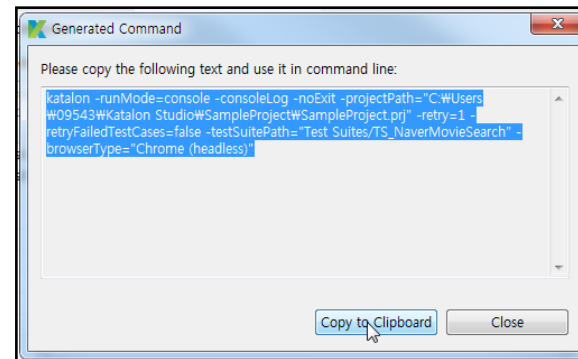 Generated Command
Please copy the following text and use it in command line:
katalon -runMode=console -consoleLog -noExit -projectPath="C:₩Users
₩09543₩Katalon Studio₩SampleProject₩SampleProject.prj" -retry=1 -
retryFailedTestCases=false -testSuitePath="Test Suites/TS_NaverMovieSearch" -
browserType="Chrome (headless)"
Copy to Clipboard
Close